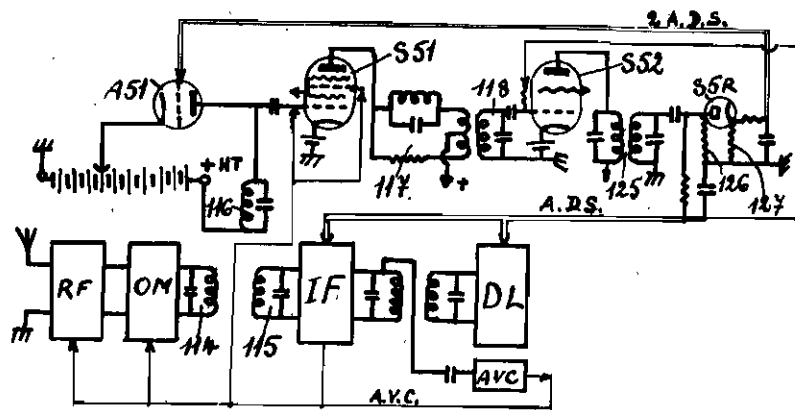 2 A.D.S.
S51
S52
A51
118
S5R
+ HT
117
+
125
126
127
116
A.D.S.
RF
OM
114
115
IF
DL
AVC
A.V.C.